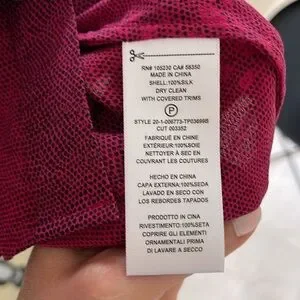 RN# 105230 CA# 56350
MADE IN CHINA
SHELL:100%SILK
DRY CLEAN
WITH COVERED TRIMS
P
STYLE 20-1-006773-TP03699B
CUT 003352
FABRIQUÉ EN CHINE
EXTÉRIEUR:100%SOIE
NETTOYER À SEC EN
COUVRANT LES COUTURES
HECHO EN CHINA
CAPA EXTERNA:100%SEDA
LAVADO EN SECO CON
LOS REBORDES TAPADOS
PRODOTTO IN CINA
RIVESTIMENTO:100%SETA
COPRIRE GLI ELEMENTI
ORNAMENTALI PRIMA
DI LAVARE A SECCO